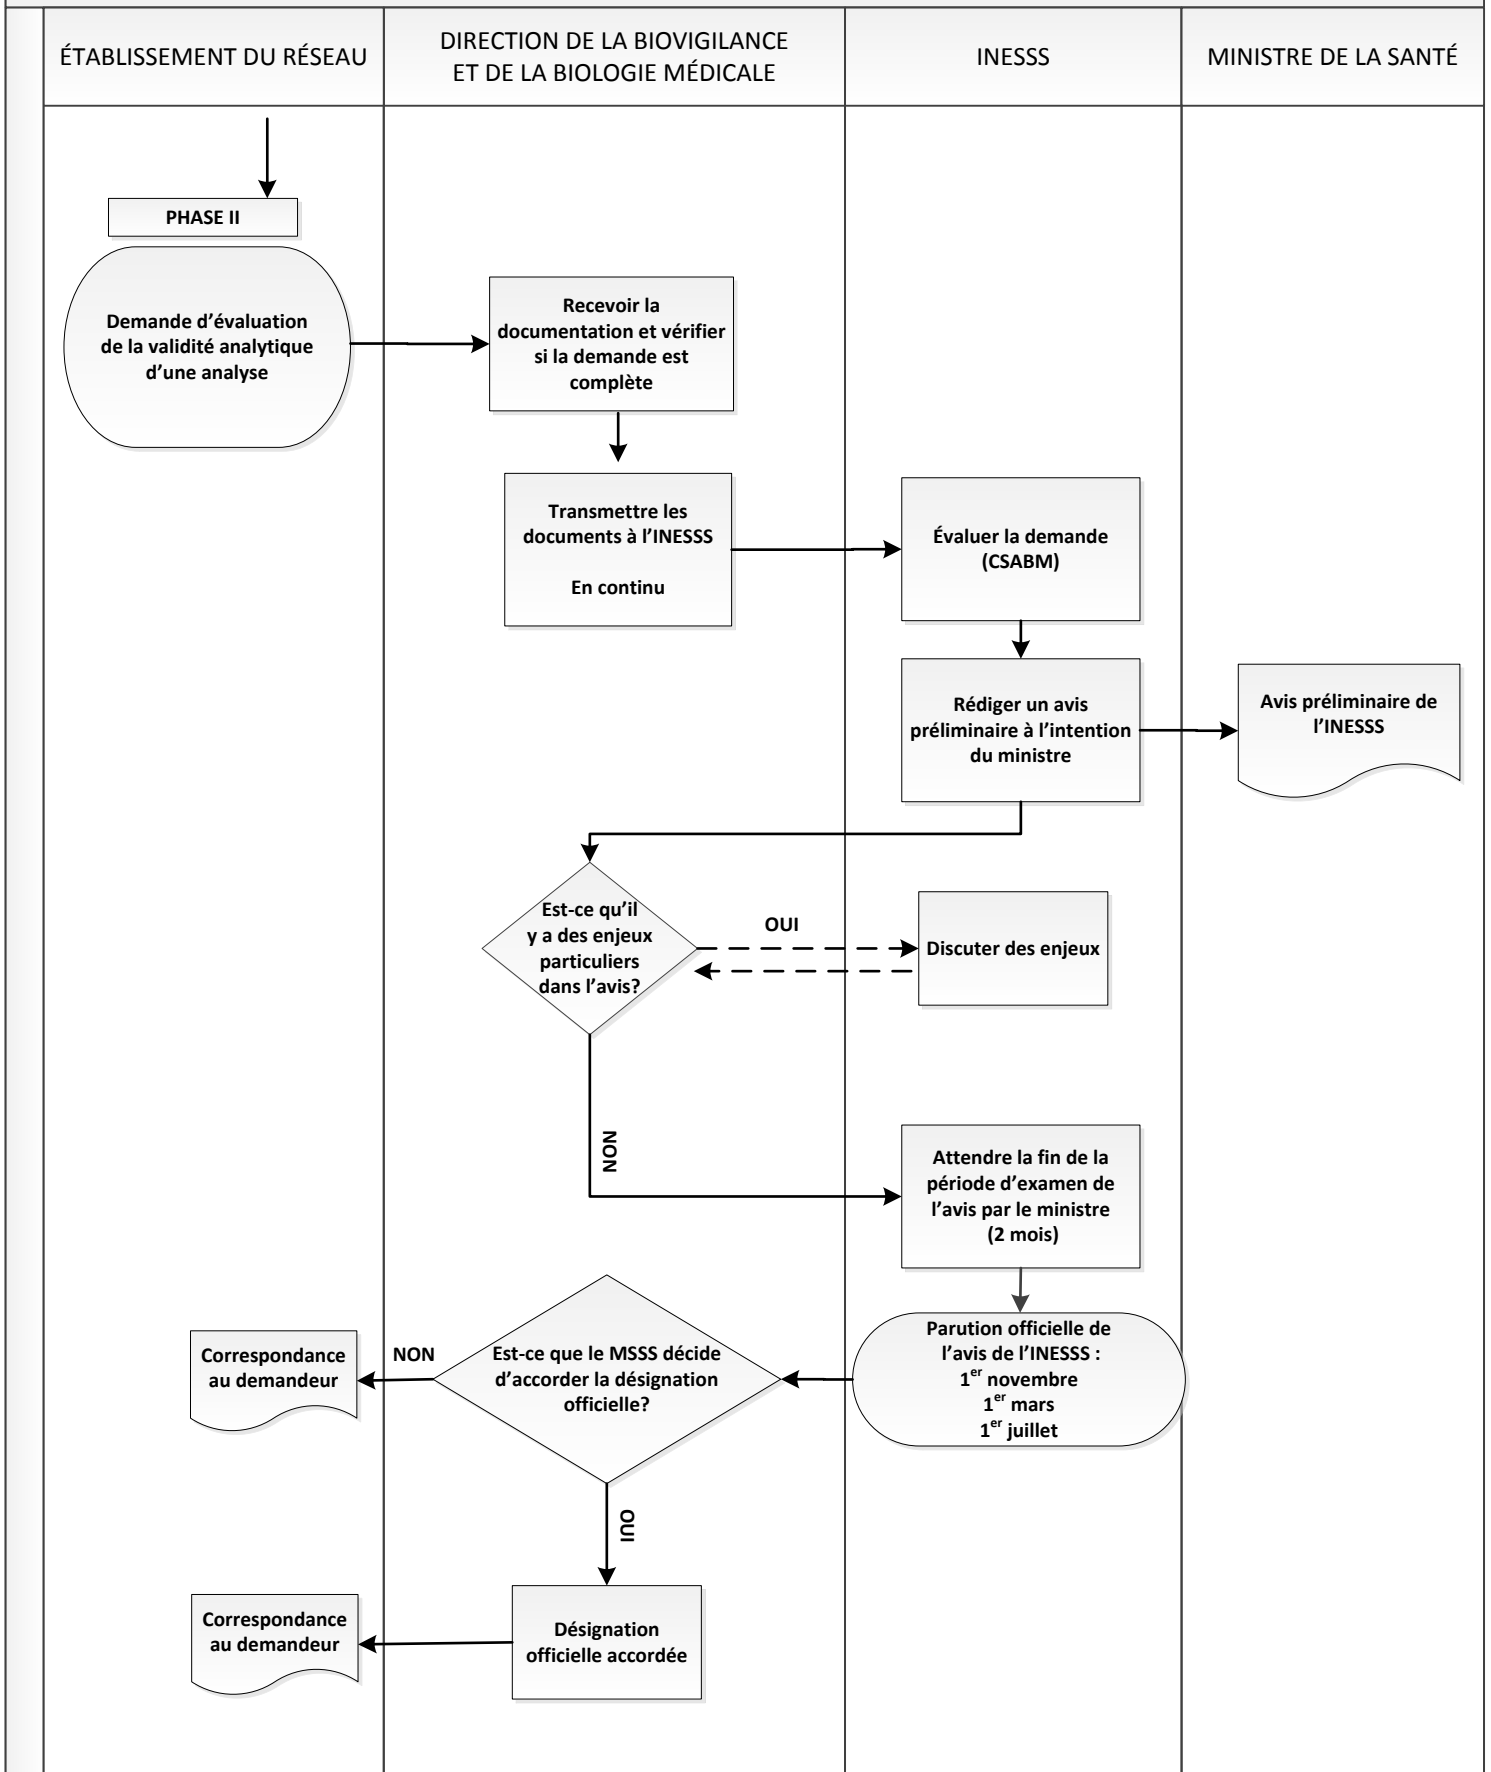 ÉTABLISSEMENT DU RÉSEAU
DIRECTION DE LA BIOVIGILANCE
ET DE LA BIOLOGIE MÉDICALE
INESSS
MINISTRE DE LA SANTÉ
PHASE II
Demande d’évaluation
de la validité analytique
d’une analyse
Recevoir la
documentation et vérifier
si la demande est
complète
Transmettre les
documents à l’INESSS
En continu
Évaluer la demande
(CSABM)
Rédiger un avis
préliminaire à l’intention
du ministre
Avis préliminaire de
l’INESSS
Est-ce qu’il
y a des enjeux
particuliers
dans l’avis?
OUI
Discuter des enjeux
NON
Attendre la fin de la
période d’examen de
l’avis par le ministre
(2 mois)
Parution officielle de
l’avis de l’INESSS :
1er novembre
1er mars
1er juillet
Est-ce que le MSSS décide
d’accorder la désignation
officielle?
NON
Correspondance
au demandeur
OUI
Désignation
officielle accordée
Correspondance
au demandeur